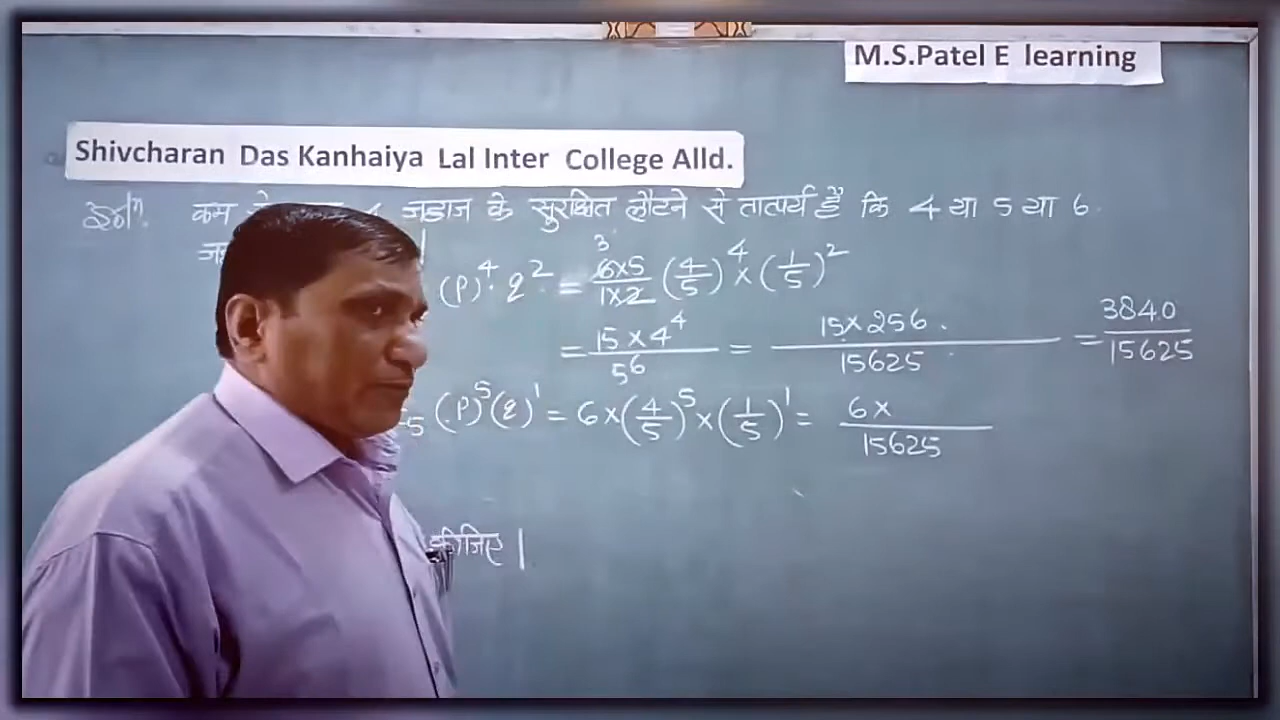 M.S.Patel E learning
Shivcharan Das Kanhaiya Lal Inter College Alld.
कम जहाज के सुरक्षित लौटने से तात्पर्य है कि 4 या 5 या 6
(P)⁴·q²· = 6×5/1×2 (4/5)⁴ × (1/5)²
3
= 15×4⁴/5⁶ = 15×256·/15625 = 3840/15625
-5 (P)⁵(q)¹ = 6×(4/5)⁵×(1/5)¹ = 6×/15625
कीजिए |